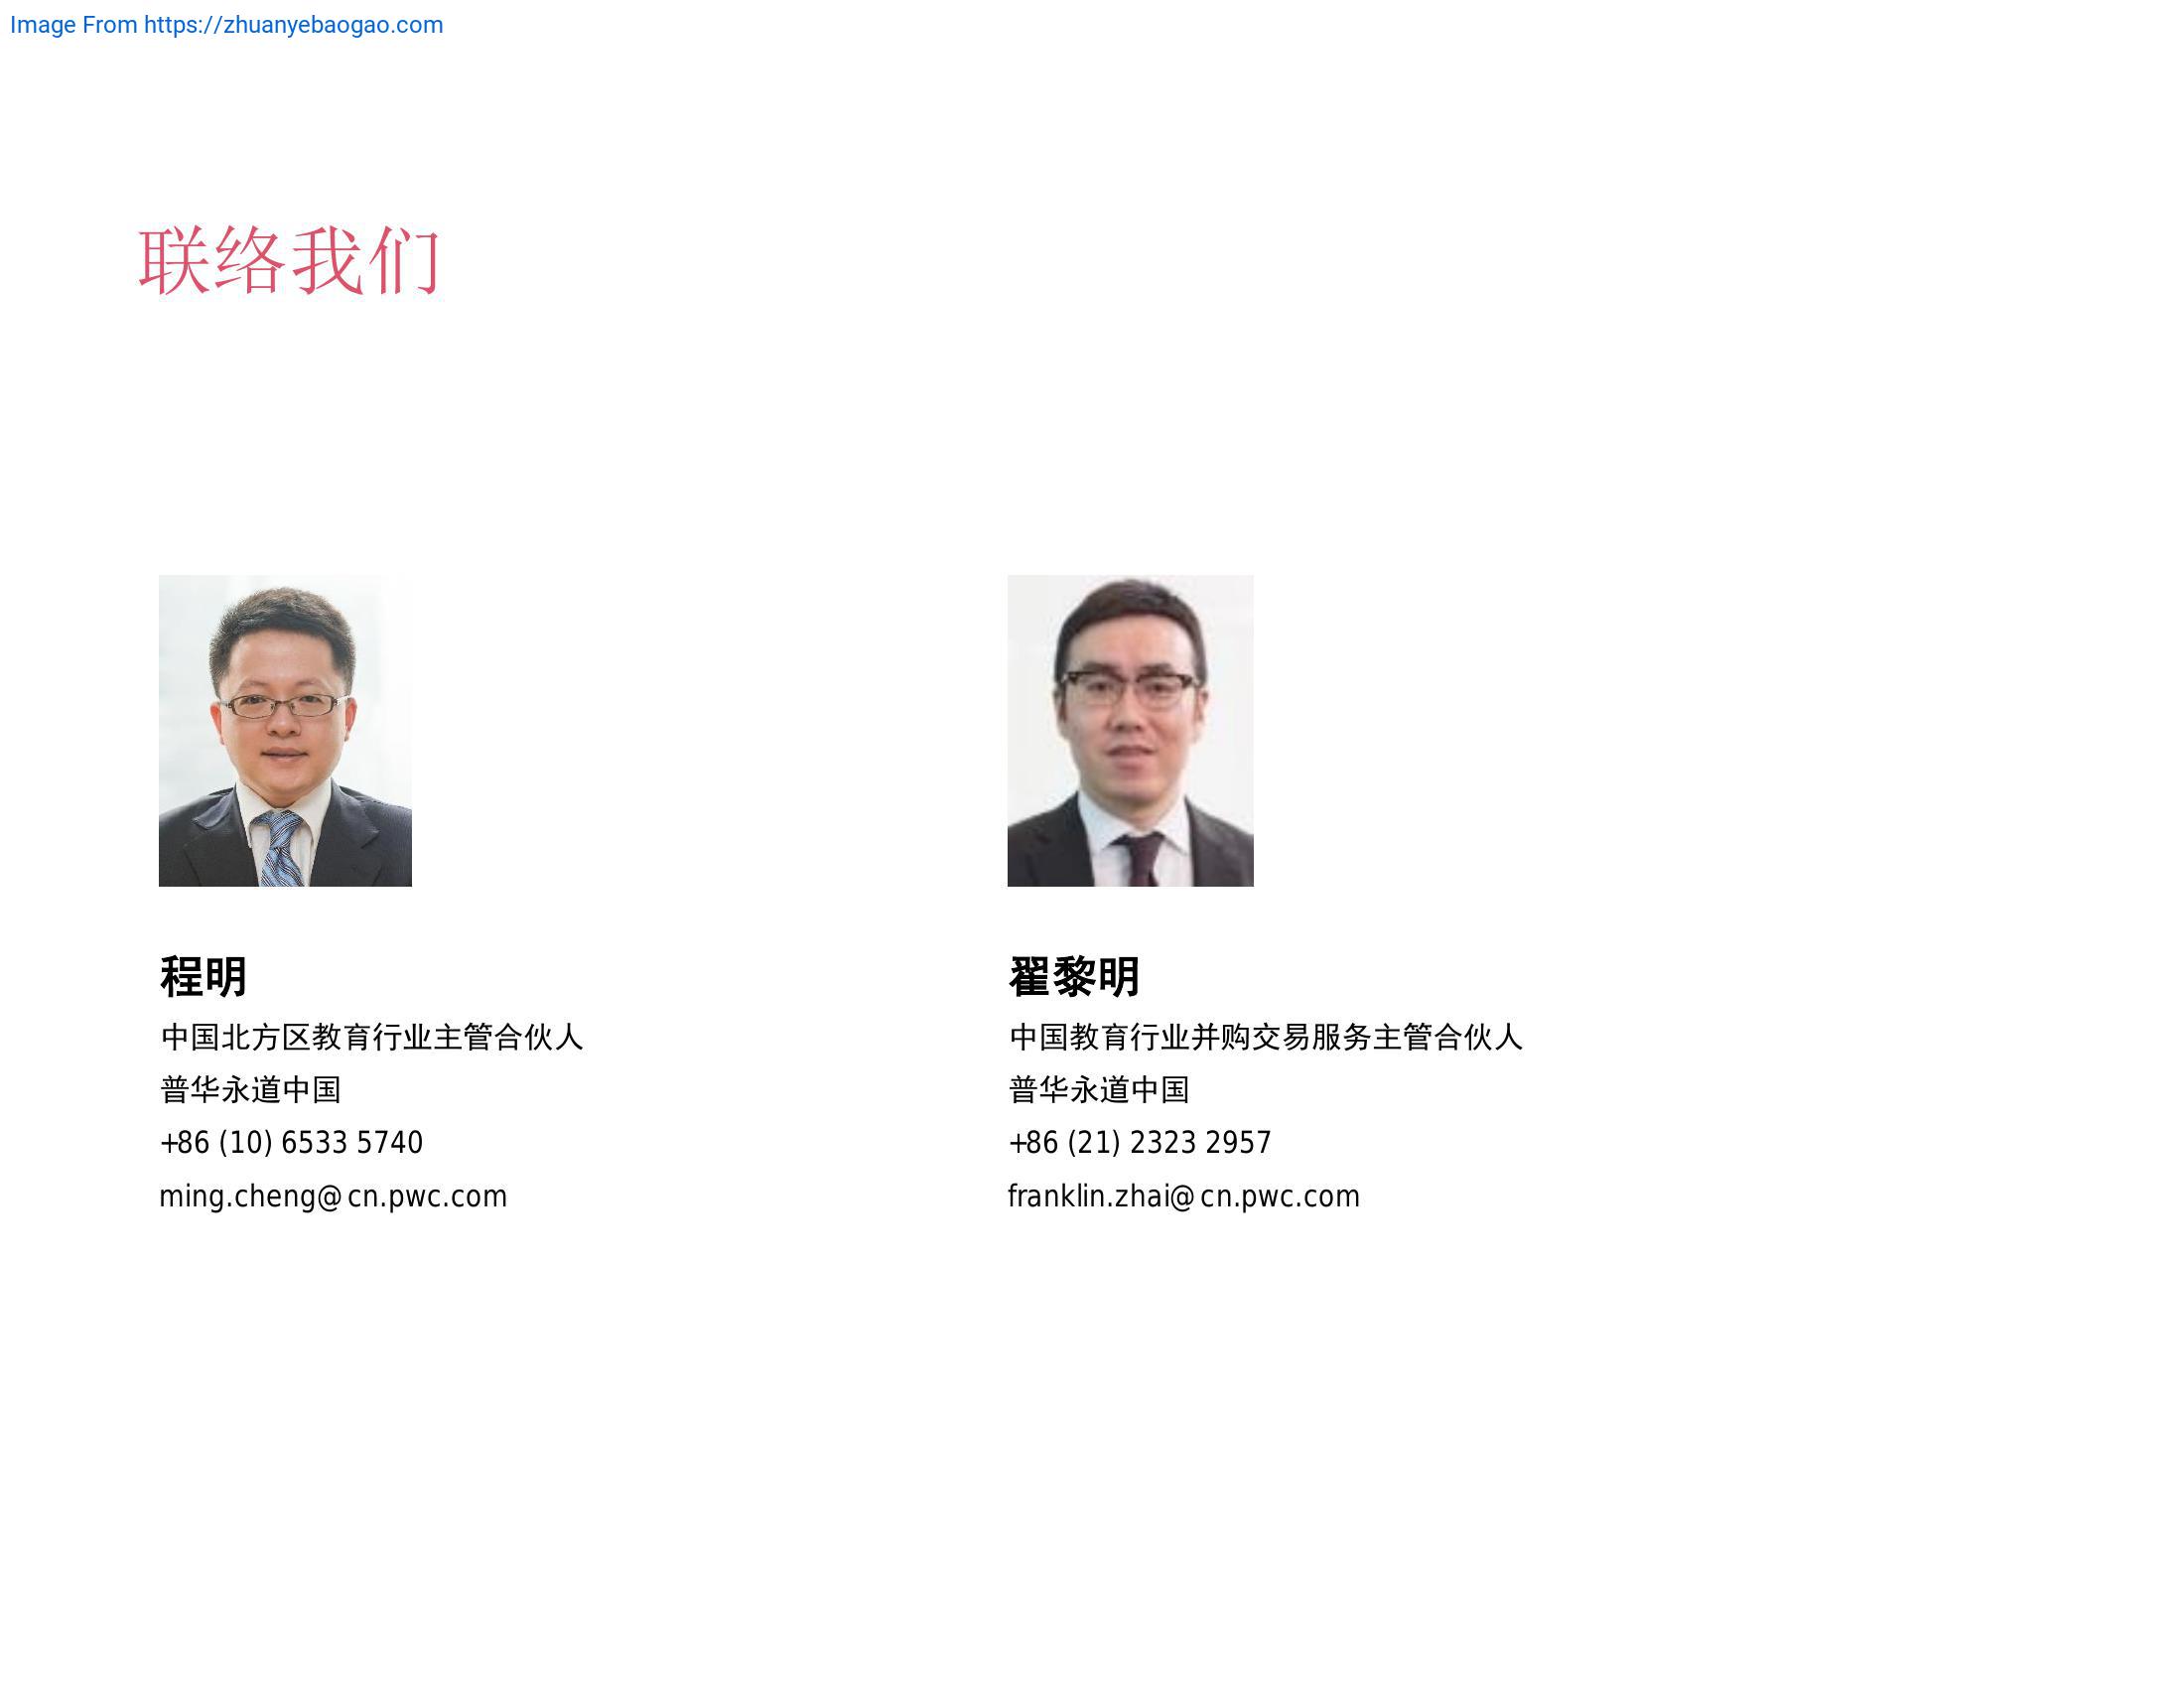 Image From https://zhuanyebaogao.com
联络我们
程明
中国北方区教育行业主管合伙人
普华永道中国
+86 (10) 6533 5740
ming.cheng@cn.pwc.com
翟黎明
中国教育行业并购交易服务主管合伙人
普华永道中国
+86 (21) 2323 2957
franklin.zhai@cn.pwc.com